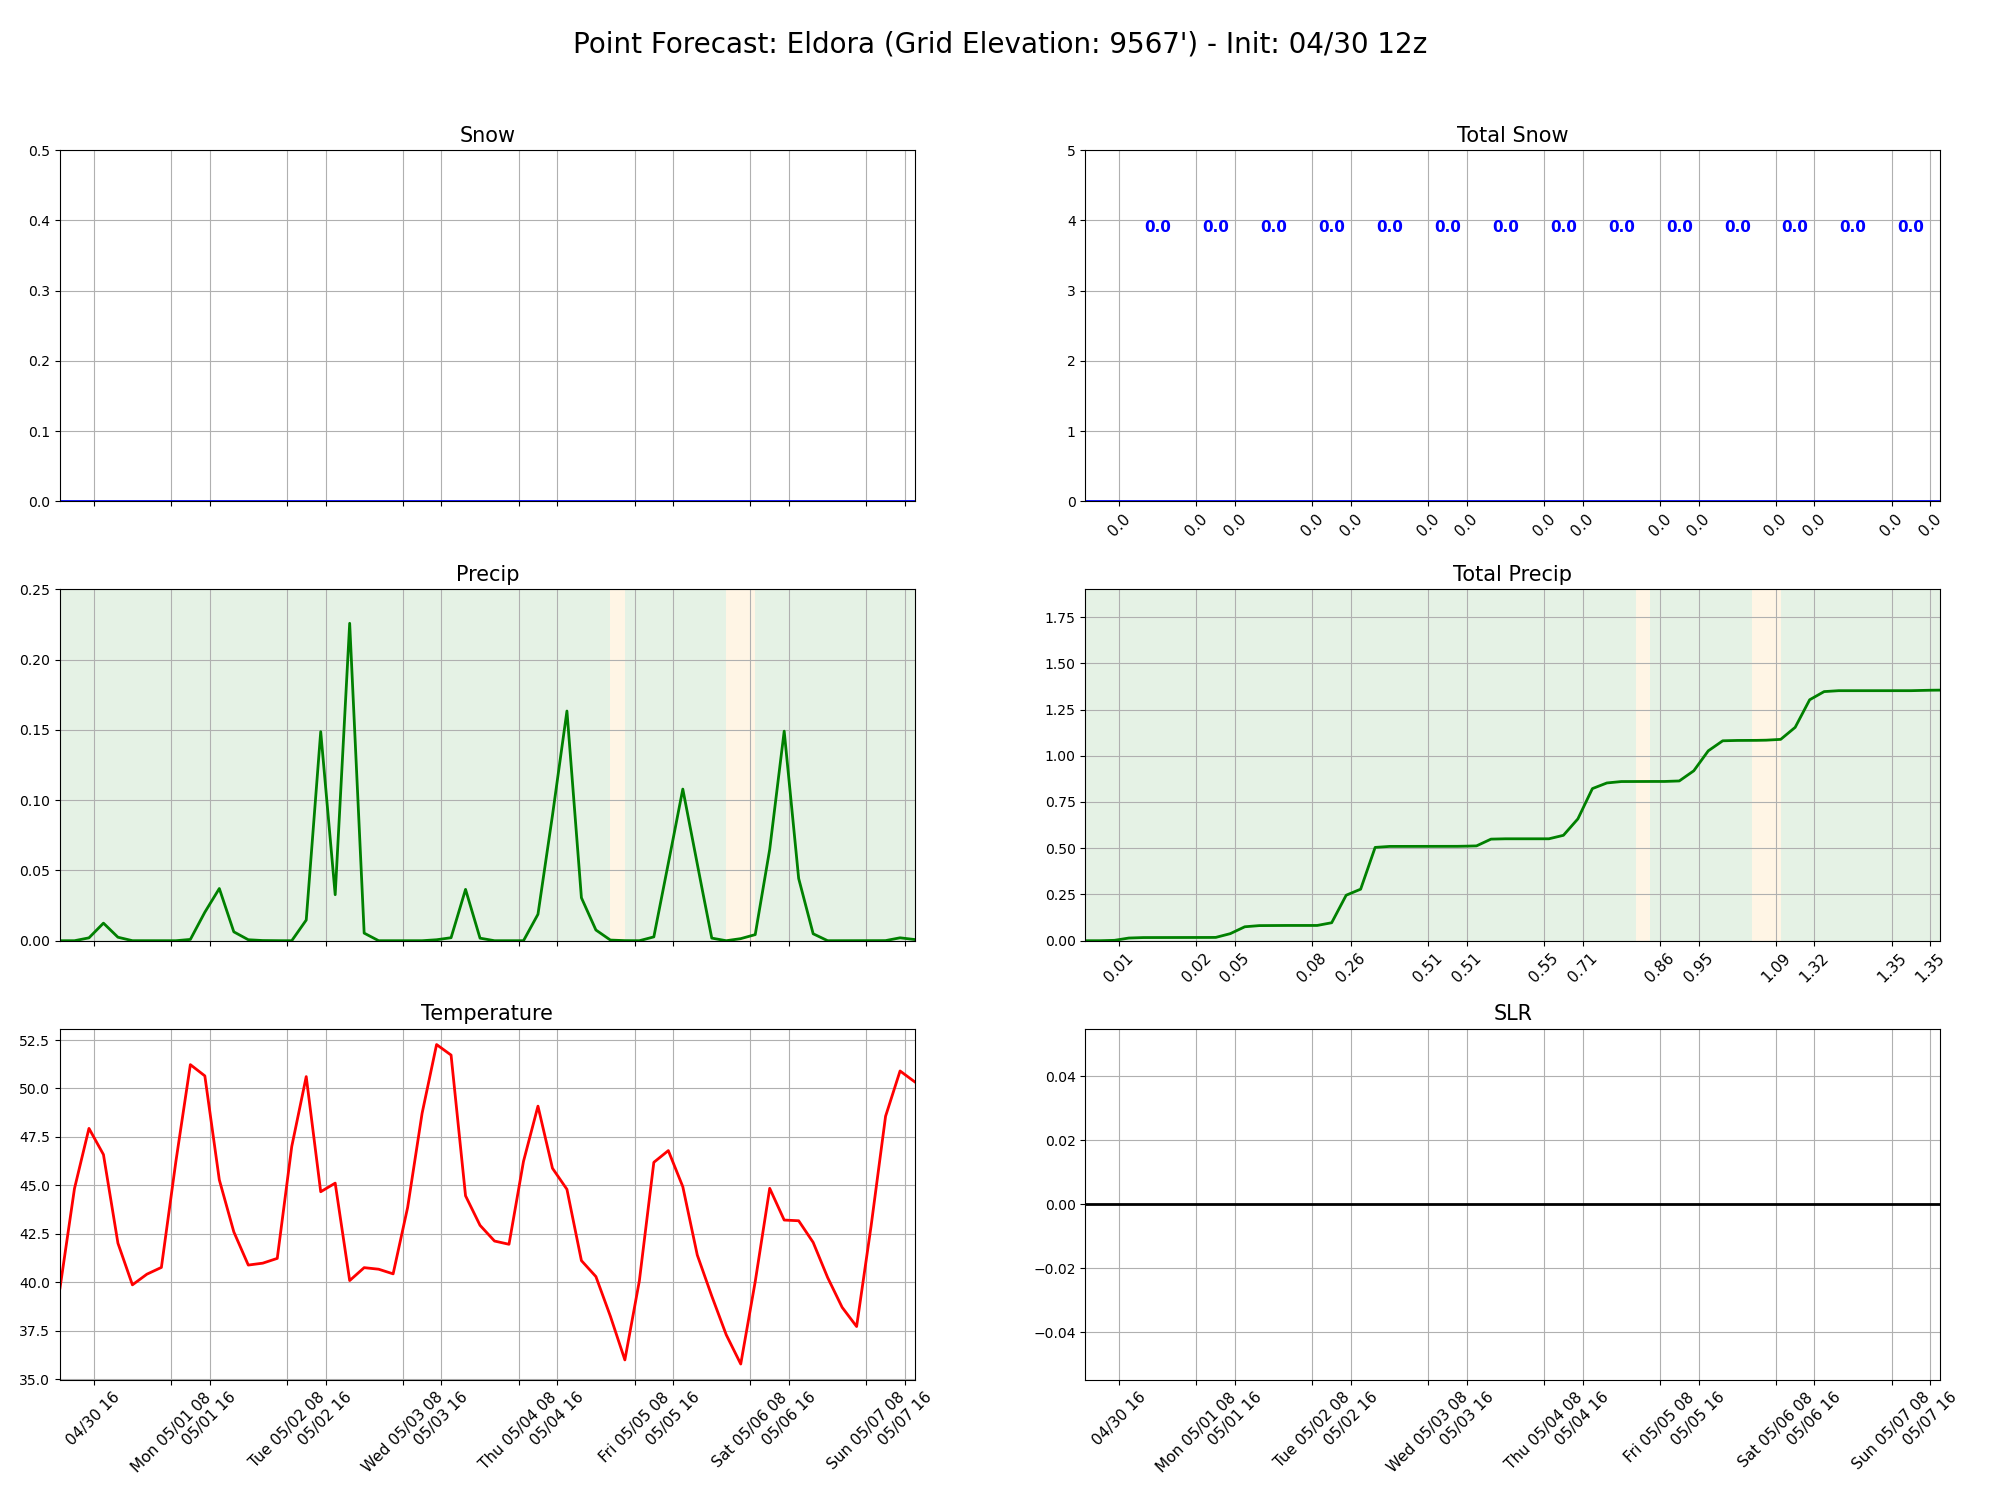 Point Forecast: Eldora (Grid Elevation: 9567') - Init: 04/30 12z
Snow
0.5
0.4
0.3
0.2
0.1
0.0
Total Snow
5
4
3
2
1
0
0.0 0.0 0.0 0.0 0.0 0.0 0.0 0.0 0.0 0.0 0.0 0.0 0.0 0.0
0.0 0.0 0.0 0.0 0.0 0.0 0.0 0.0 0.0 0.0 0.0 0.0 0.0 0.0 0.0
Precip
0.25
0.20
0.15
0.10
0.05
0.00
Total Precip
1.75
1.50
1.25
1.00
0.75
0.50
0.25
0.00
0.01 0.02 0.05 0.08 0.26 0.51 0.51 0.55 0.71 0.86 0.95 1.09 1.32 1.35 1.35
Temperature
52.5
50.0
47.5
45.0
42.5
40.0
37.5
35.0
04/30 16
Mon 05/01 08
05/01 16
Tue 05/02 08
05/02 16
Wed 05/03 08
05/03 16
Thu 05/04 08
05/04 16
Fri 05/05 08
05/05 16
Sat 05/06 08
05/06 16
Sun 05/07 08
05/07 16
SLR
0.04
0.02
0.00
−0.02
−0.04
04/30 16
Mon 05/01 08
05/01 16
Tue 05/02 08
05/02 16
Wed 05/03 08
05/03 16
Thu 05/04 08
05/04 16
Fri 05/05 08
05/05 16
Sat 05/06 08
05/06 16
Sun 05/07 08
05/07 16